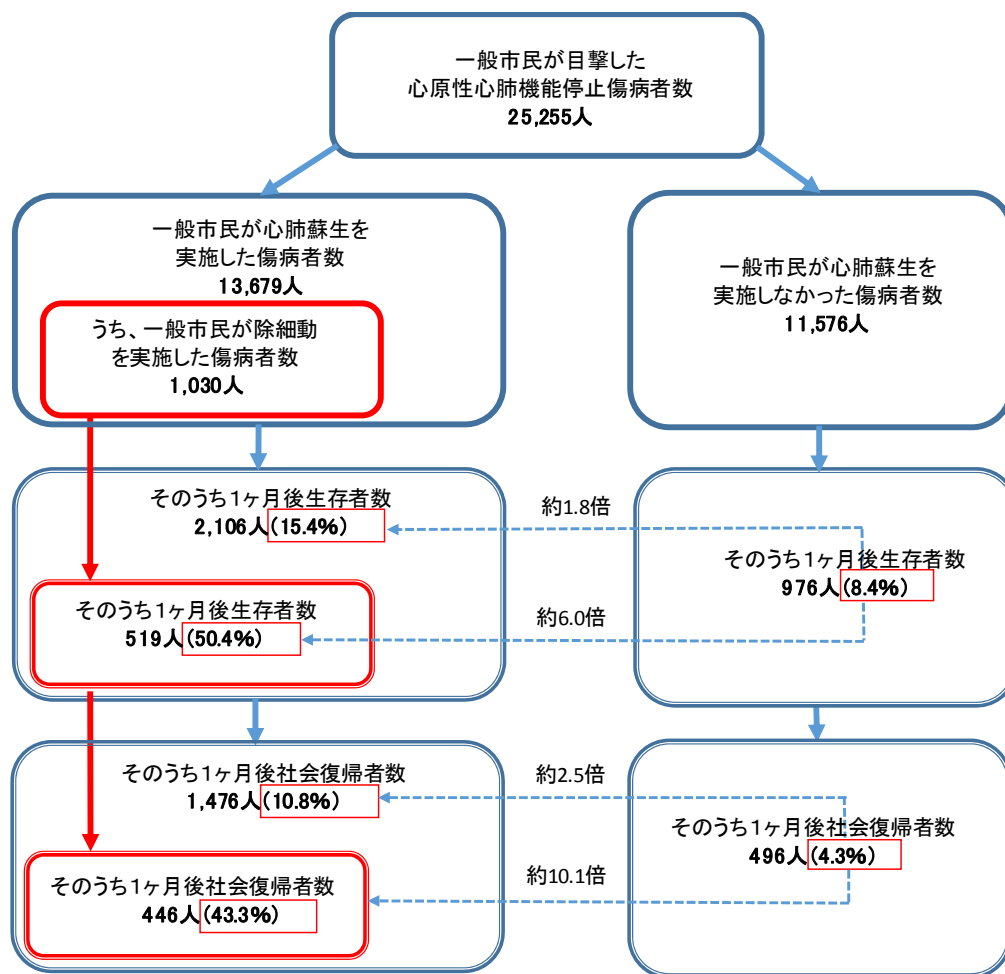 一般市民が目撃した
心原性心肺機能停止傷病者数
25,255人
一般市民が心肺蘇生を
実施した傷病者数
13,679人
うち、一般市民が除細動
を実施した傷病者数
1,030人
一般市民が心肺蘇生を
実施しなかった傷病者数
11,576人
そのうち1ヶ月後生存者数
2,106人(15.4%)
約1.8倍
そのうち1ヶ月後生存者数
976人(8.4%)
そのうち1ヶ月後生存者数
519人(50.4%)
約6.0倍
そのうち1ヶ月後社会復帰者数
1,476人(10.8%)
約2.5倍
そのうち1ヶ月後社会復帰者数
496人(4.3%)
そのうち1ヶ月後社会復帰者数
446人(43.3%)
約10.1倍